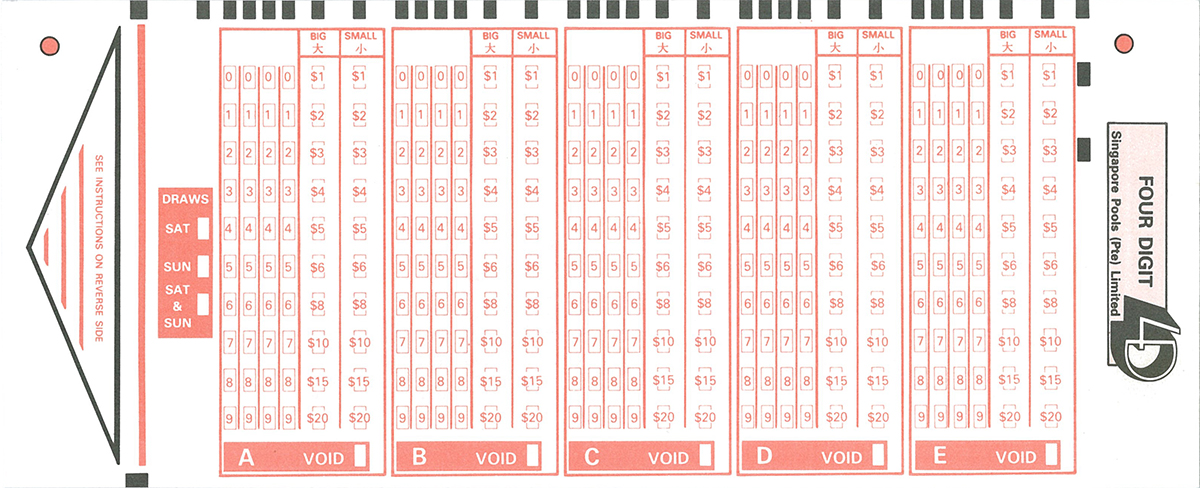 SEE INSTRUCTIONS ON REVERSE SIDE
DRAWS
SAT
SUN
SAT
&
SUN
BIG SMALL
大 小
0 0 0 0 $1 $1
1 1 1 1 $2 $2
2 2 2 2 $3 $3
3 3 3 3 $4 $4
4 4 4 4 $5 $5
5 5 5 5 $6 $6
6 6 6 6 $8 $8
7 7 7 7 $10 $10
8 8 8 8 $15 $15
9 9 9 9 $20 $20
A VOID
BIG SMALL
大 小
0 0 0 0 $1 $1
1 1 1 1 $2 $2
2 2 2 2 $3 $3
3 3 3 3 $4 $4
4 4 4 4 $5 $5
5 5 5 5 $6 $6
6 6 6 6 $8 $8
7 7 7 7 $10 $10
8 8 8 8 $15 $15
9 9 9 9 $20 $20
B VOID
BIG SMALL
大 小
0 0 0 0 $1 $1
1 1 1 1 $2 $2
2 2 2 2 $3 $3
3 3 3 3 $4 $4
4 4 4 4 $5 $5
5 5 5 5 $6 $6
6 6 6 6 $8 $8
7 7 7 7 $10 $10
8 8 8 8 $15 $15
9 9 9 9 $20 $20
C VOID
BIG SMALL
大 小
0 0 0 0 $1 $1
1 1 1 1 $2 $2
2 2 2 2 $3 $3
3 3 3 3 $4 $4
4 4 4 4 $5 $5
5 5 5 5 $6 $6
6 6 6 6 $8 $8
7 7 7 7 $10 $10
8 8 8 8 $15 $15
9 9 9 9 $20 $20
D VOID
BIG SMALL
大 小
0 0 0 0 $1 $1
1 1 1 1 $2 $2
2 2 2 2 $3 $3
3 3 3 3 $4 $4
4 4 4 4 $5 $5
5 5 5 5 $6 $6
6 6 6 6 $8 $8
7 7 7 7 $10 $10
8 8 8 8 $15 $15
9 9 9 9 $20 $20
E VOID
FOUR DIGIT
Singapore Pools (Pte) Limited
4D